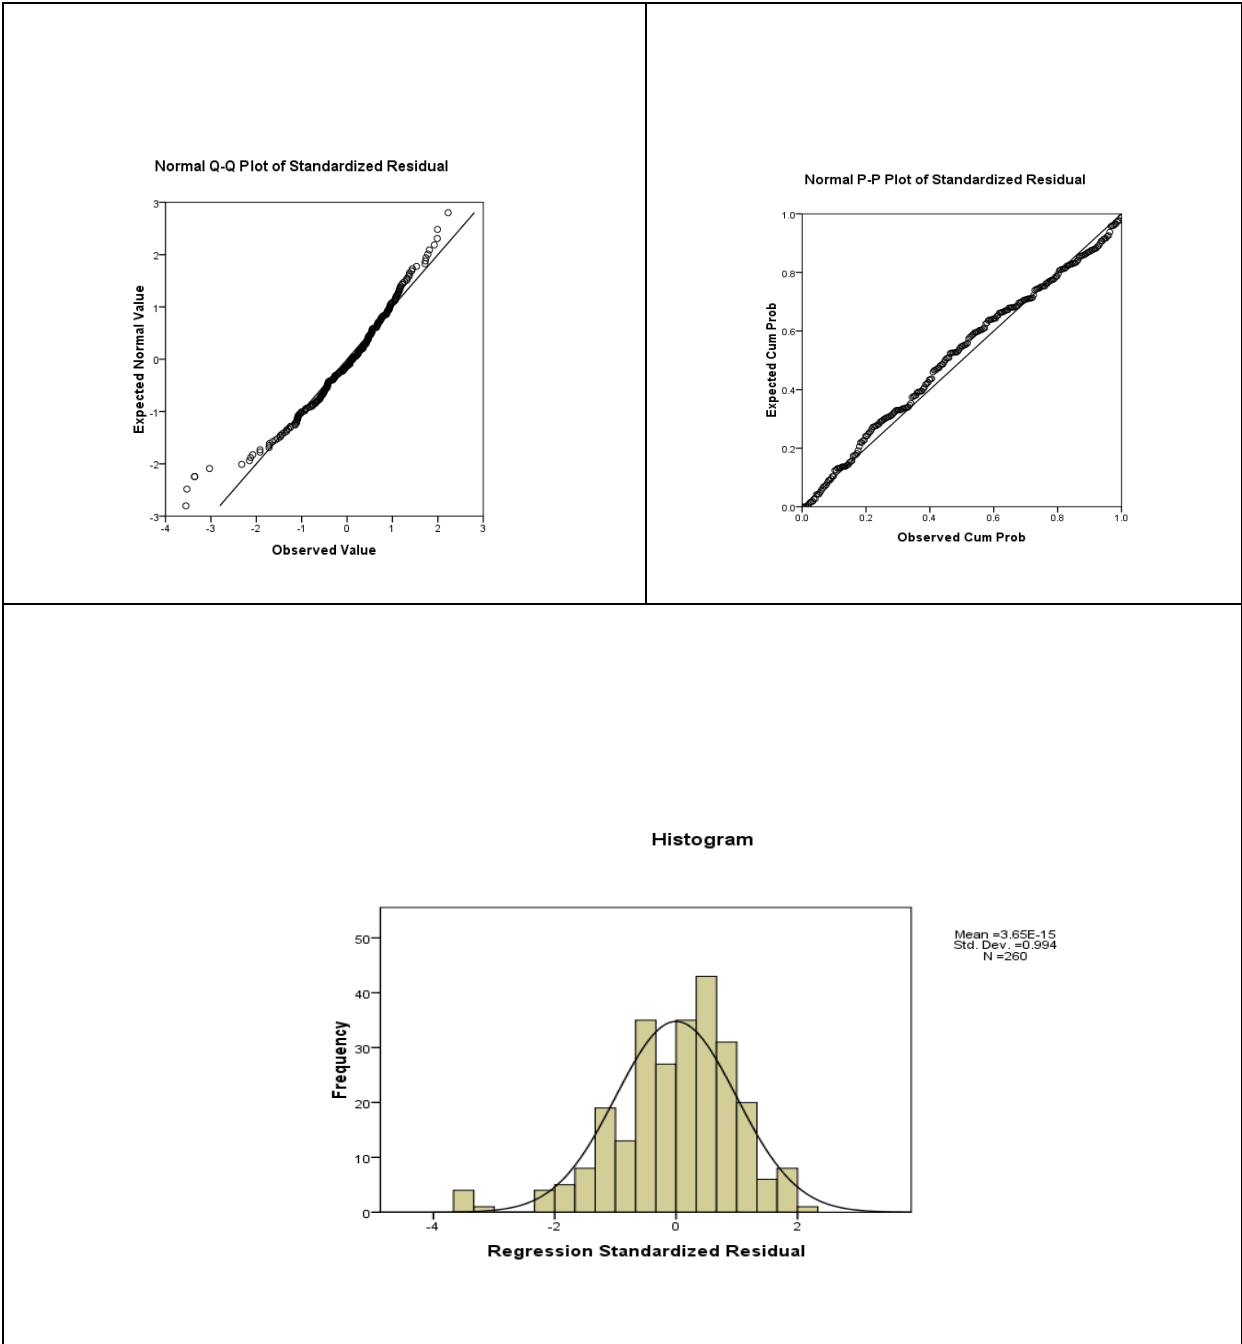 Normal Q-Q Plot of Standardized Residual
3
2
1
0
-1
-2
-3
Expected Normal Value
-4 -3 -2 -1 0 1 2 3
Observed Value
Normal P-P Plot of Standardized Residual
1.0
0.8
0.6
0.4
0.2
0.0
Expected Cum Prob
0.0 0.2 0.4 0.6 0.8 1.0
Observed Cum Prob
Histogram
50
40
30
20
10
0
Frequency
-4 -2 0 2
Regression Standardized Residual
Mean =3.65E-15
Std. Dev. =0.994
N =260